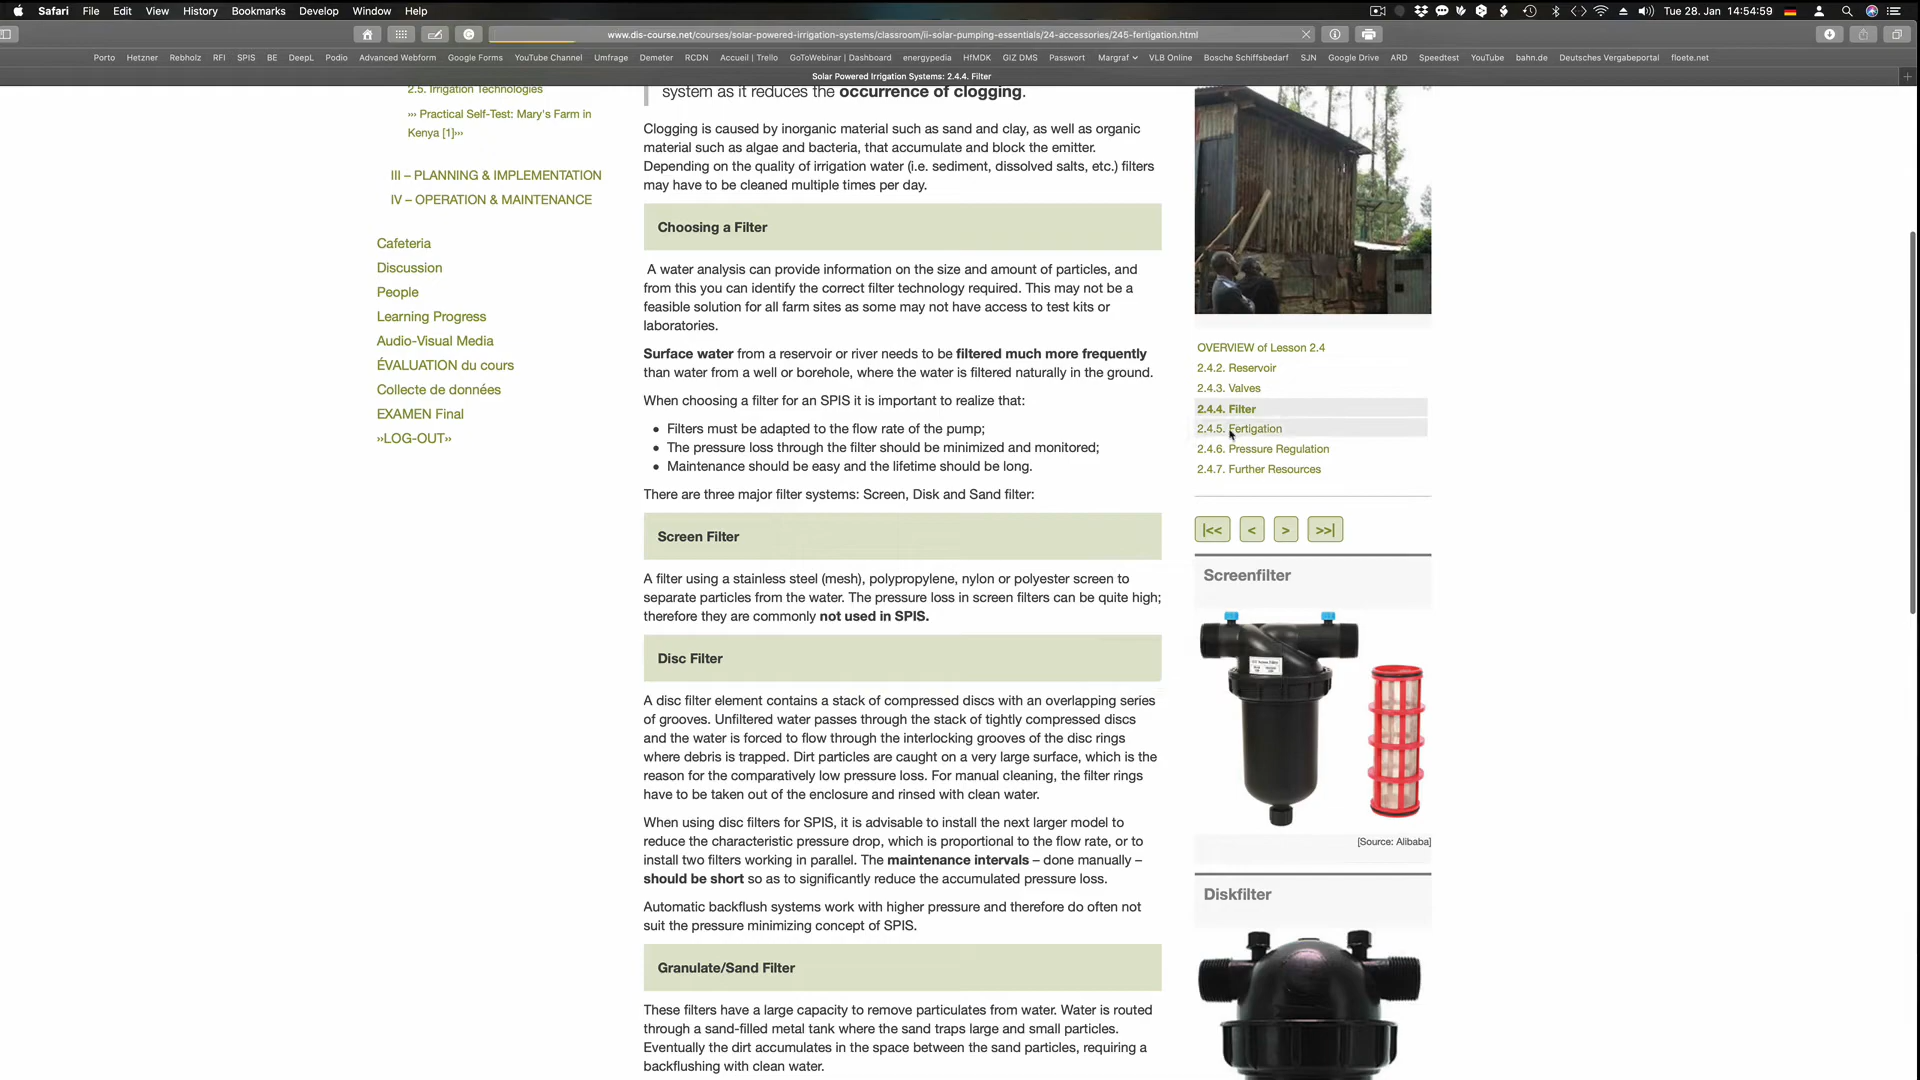 Safari File Edit View History Bookmarks Develop Window Help Tue 28. Jan 14:54:59
www.dis-course.net/courses/solar-powered-irrigation-systems/classroom/ii-solar-pumping-essentials/24-accessories/245-fertigation.html
Porto Hetzner Rebholz RFI SPIS BE DeepL Podio Advanced Webform Google Forms YouTube Channel Umfrage Demeter RCDN Accueil | Trello GoToWebinar | Dashboard energypedia HfMDK GIZ DMS Passwort Margraf VLB Online Bosche Schiffsbedarf SJN Google Drive ARD Speedtest YouTube bahn.de Deutsches Vergabeportal floete.net
Solar Powered Irrigation Systems: 2.4.4. Filter
2.5. Irrigation Technologies
››› Practical Self-Test: Mary's Farm in
Kenya [1]›››
III – PLANNING & IMPLEMENTATION
IV – OPERATION & MAINTENANCE
Cafeteria
Discussion
People
Learning Progress
Audio-Visual Media
ÉVALUATION du cours
Collecte de données
EXAMEN Final
››LOG-OUT››
system as it reduces the occurrence of clogging.
Clogging is caused by inorganic material such as sand and clay, as well as organic
material such as algae and bacteria, that accumulate and block the emitter.
Depending on the quality of irrigation water (i.e. sediment, dissolved salts, etc.) filters
may have to be cleaned multiple times per day.
Choosing a Filter
A water analysis can provide information on the size and amount of particles, and
from this you can identify the correct filter technology required. This may not be a
feasible solution for all farm sites as some may not have access to test kits or
laboratories.
Surface water from a reservoir or river needs to be filtered much more frequently
than water from a well or borehole, where the water is filtered naturally in the ground.
When choosing a filter for an SPIS it is important to realize that:
• Filters must be adapted to the flow rate of the pump;
• The pressure loss through the filter should be minimized and monitored;
• Maintenance should be easy and the lifetime should be long.
There are three major filter systems: Screen, Disk and Sand filter:
Screen Filter
A filter using a stainless steel (mesh), polypropylene, nylon or polyester screen to
separate particles from the water. The pressure loss in screen filters can be quite high;
therefore they are commonly not used in SPIS.
Disc Filter
A disc filter element contains a stack of compressed discs with an overlapping series
of grooves. Unfiltered water passes through the stack of tightly compressed discs
and the water is forced to flow through the interlocking grooves of the disc rings
where debris is trapped. Dirt particles are caught on a very large surface, which is the
reason for the comparatively low pressure loss. For manual cleaning, the filter rings
have to be taken out of the enclosure and rinsed with clean water.
When using disc filters for SPIS, it is advisable to install the next larger model to
reduce the characteristic pressure drop, which is proportional to the flow rate, or to
install two filters working in parallel. The maintenance intervals – done manually –
should be short so as to significantly reduce the accumulated pressure loss.
Automatic backflush systems work with higher pressure and therefore do often not
suit the pressure minimizing concept of SPIS.
Granulate/Sand Filter
These filters have a large capacity to remove particulates from water. Water is routed
through a sand-filled metal tank where the sand traps large and small particles.
Eventually the dirt accumulates in the space between the sand particles, requiring a
backflushing with clean water.
OVERVIEW of Lesson 2.4
2.4.2. Reservoir
2.4.3. Valves
2.4.4. Filter
2.4.5. Fertigation
2.4.6. Pressure Regulation
2.4.7. Further Resources
|<< < > >>|
Screenfilter
[Source: Alibaba]
Diskfilter